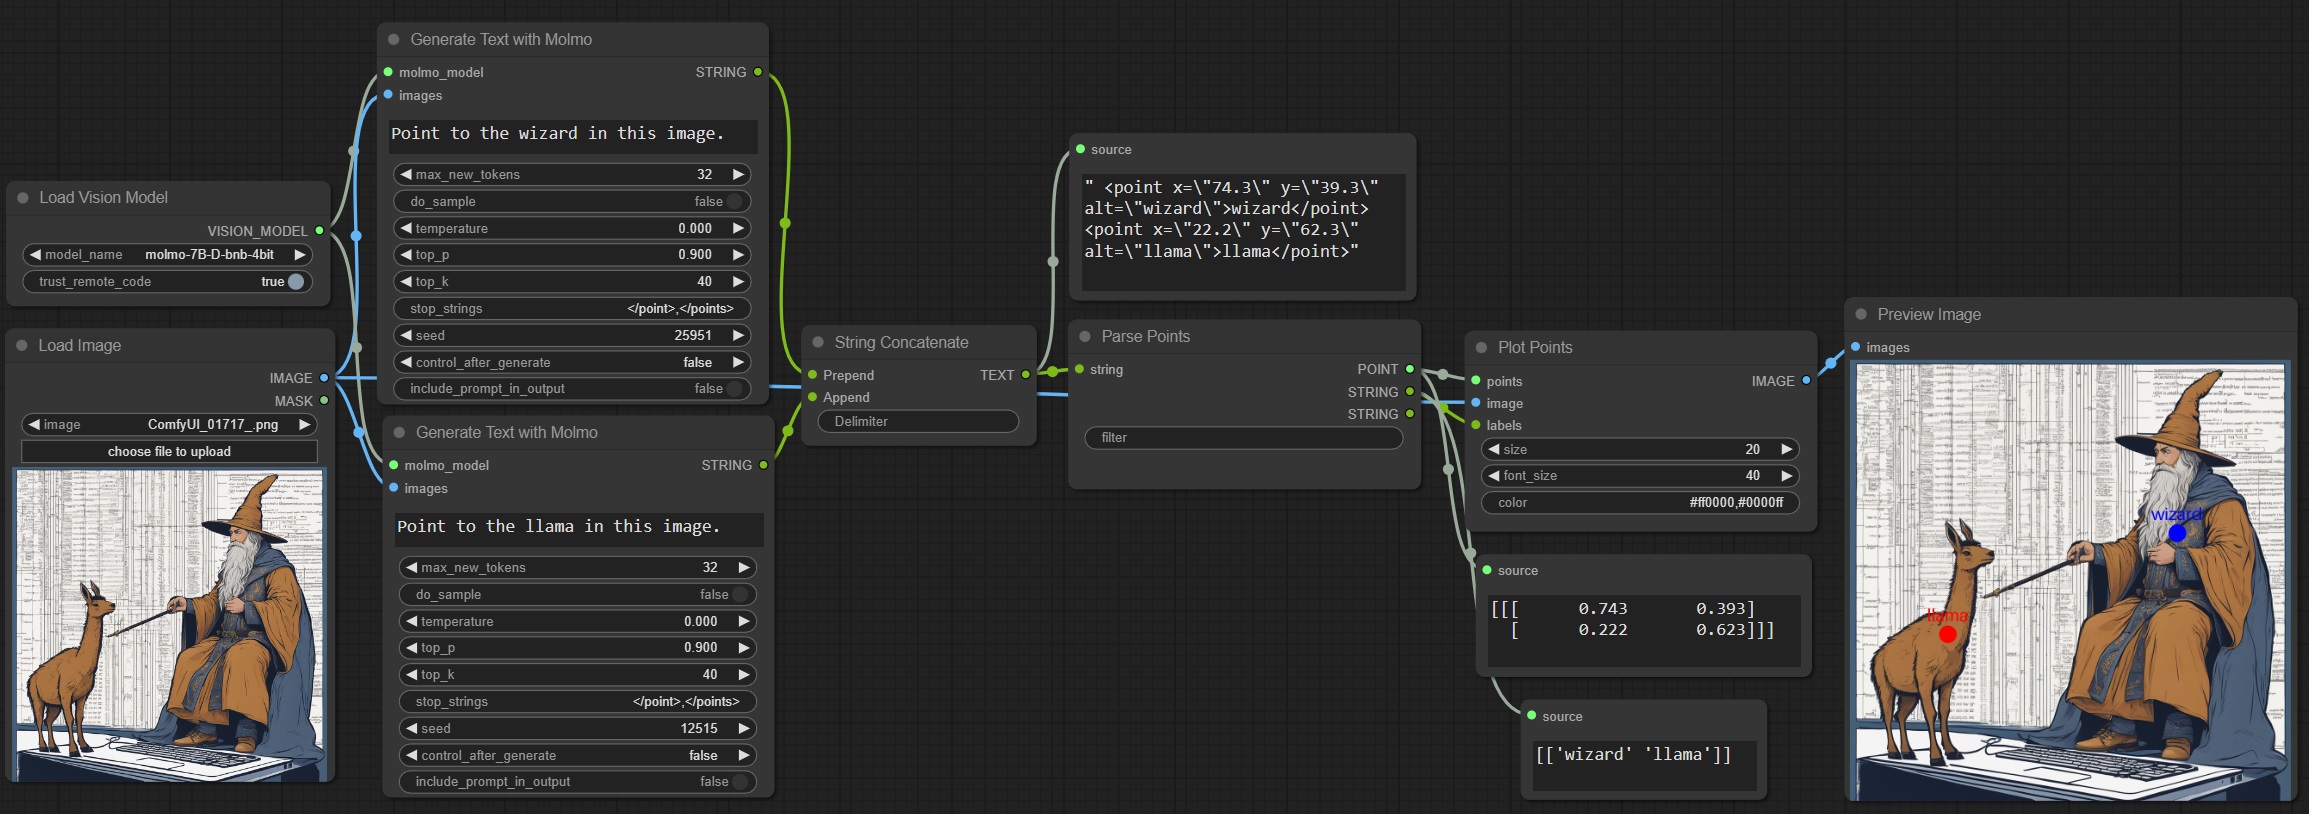 Load Vision Model
VISION_MODEL
model_name molmo-7B-D-bnb-4bit
trust_remote_code true
Load Image
IMAGE
MASK
image ComfyUI_01717_.png
choose file to upload
Generate Text with Molmo
molmo_model STRING
images
Point to the wizard in this image.
max_new_tokens 32
do_sample false
temperature 0.000
top_p 0.900
top_k 40
stop_strings </point>,</points>
seed 25951
control_after_generate false
include_prompt_in_output false
Generate Text with Molmo
molmo_model STRING
images
Point to the llama in this image.
max_new_tokens 32
do_sample false
temperature 0.000
top_p 0.900
top_k 40
stop_strings </point>,</points>
seed 12515
control_after_generate false
include_prompt_in_output false
String Concatenate
Prepend TEXT
Append
Delimiter
source
" <point x=\"74.3\" y=\"39.3\"
alt=\"wizard\">wizard</point>
<point x=\"22.2\" y=\"62.3\"
alt=\"llama\">llama</point>"
Parse Points
string POINT
STRING
STRING
filter
Plot Points
points IMAGE
image
labels
size 20
font_size 40
color #ff0000,#0000ff
source
[[[ 0.743 0.393]
[ 0.222 0.623]]]
source
[['wizard' 'llama']]
Preview Image
images
wizard
llama